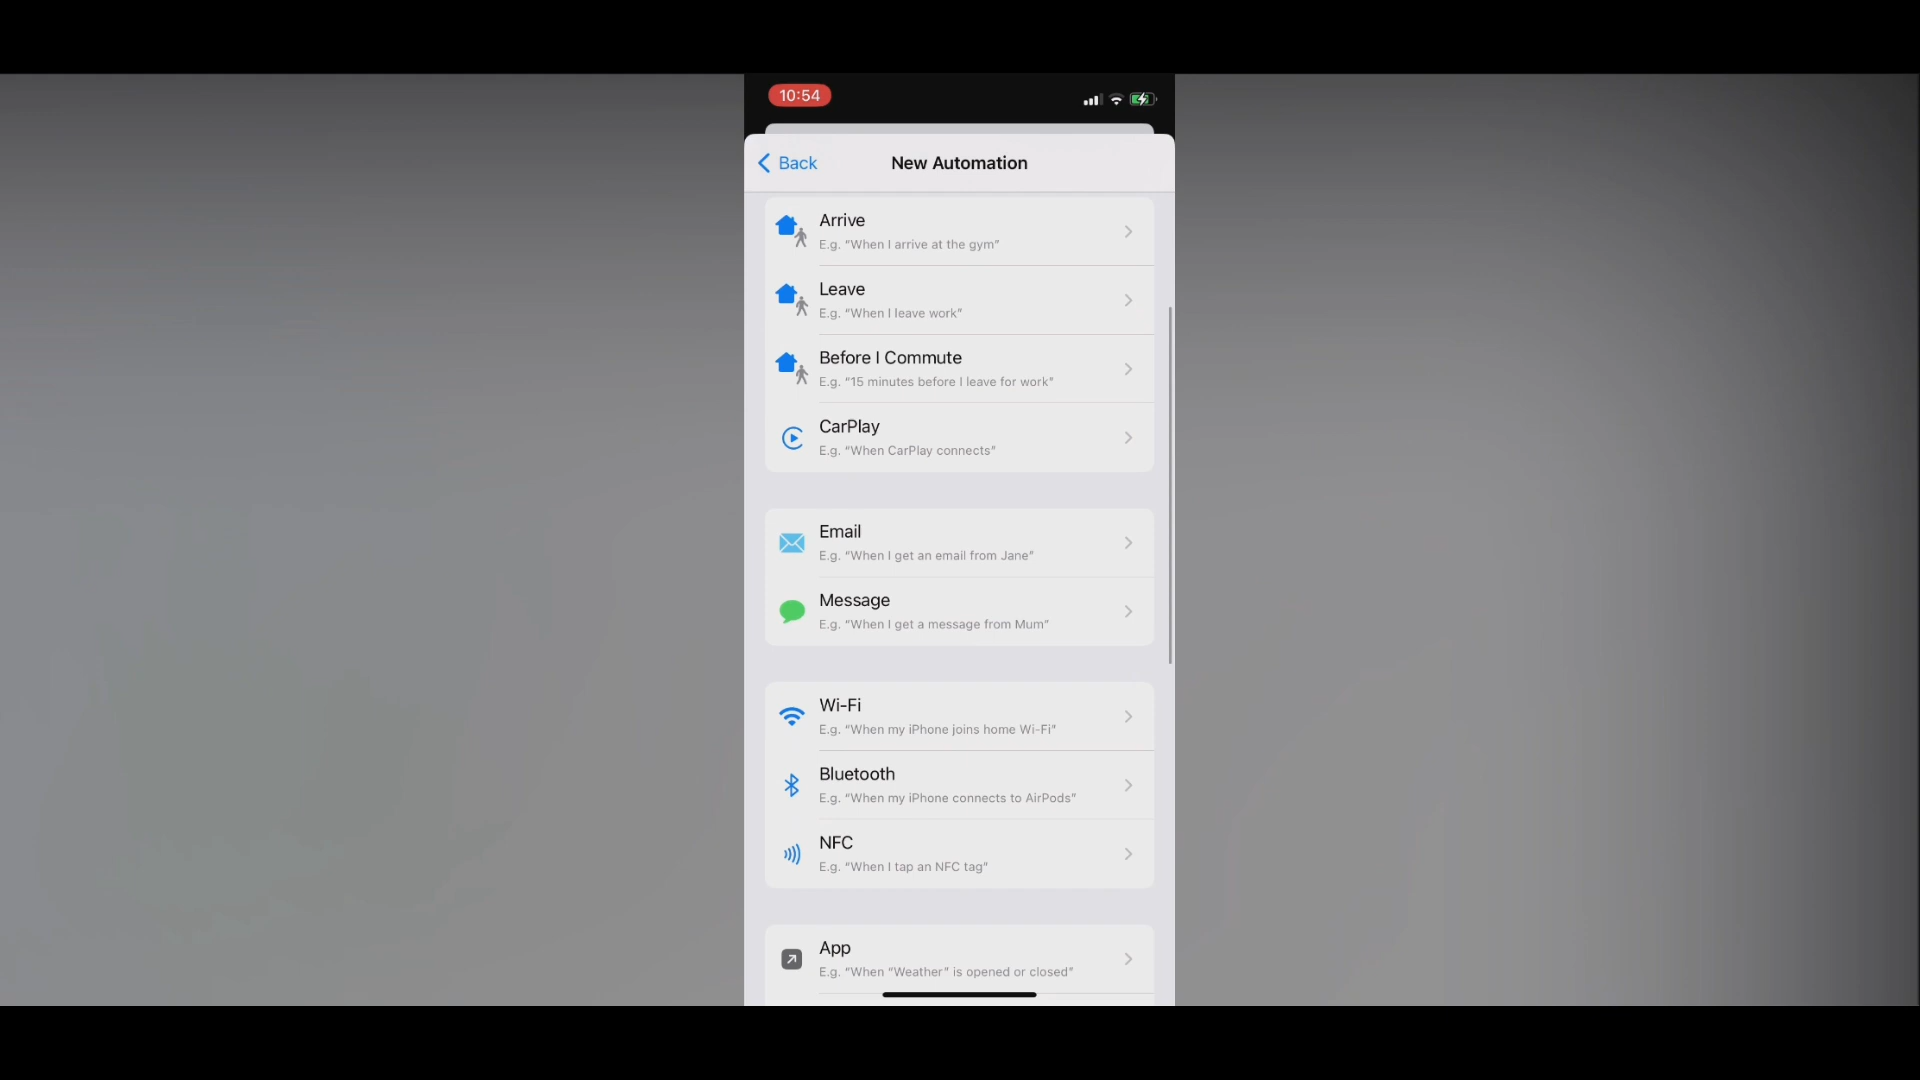 10:54
Back
New Automation
Arrive
E.g. “When I arrive at the gym”
Leave
E.g. “When I leave work”
Before I Commute
E.g. “15 minutes before I leave for work”
CarPlay
E.g. “When CarPlay connects”
Email
E.g. “When I get an email from Jane”
Message
E.g. “When I get a message from Mum”
Wi-Fi
E.g. “When my iPhone joins home Wi-Fi”
Bluetooth
E.g. “When my iPhone connects to AirPods”
NFC
E.g. “When I tap an NFC tag”
App
E.g. “When “Weather” is opened or closed”